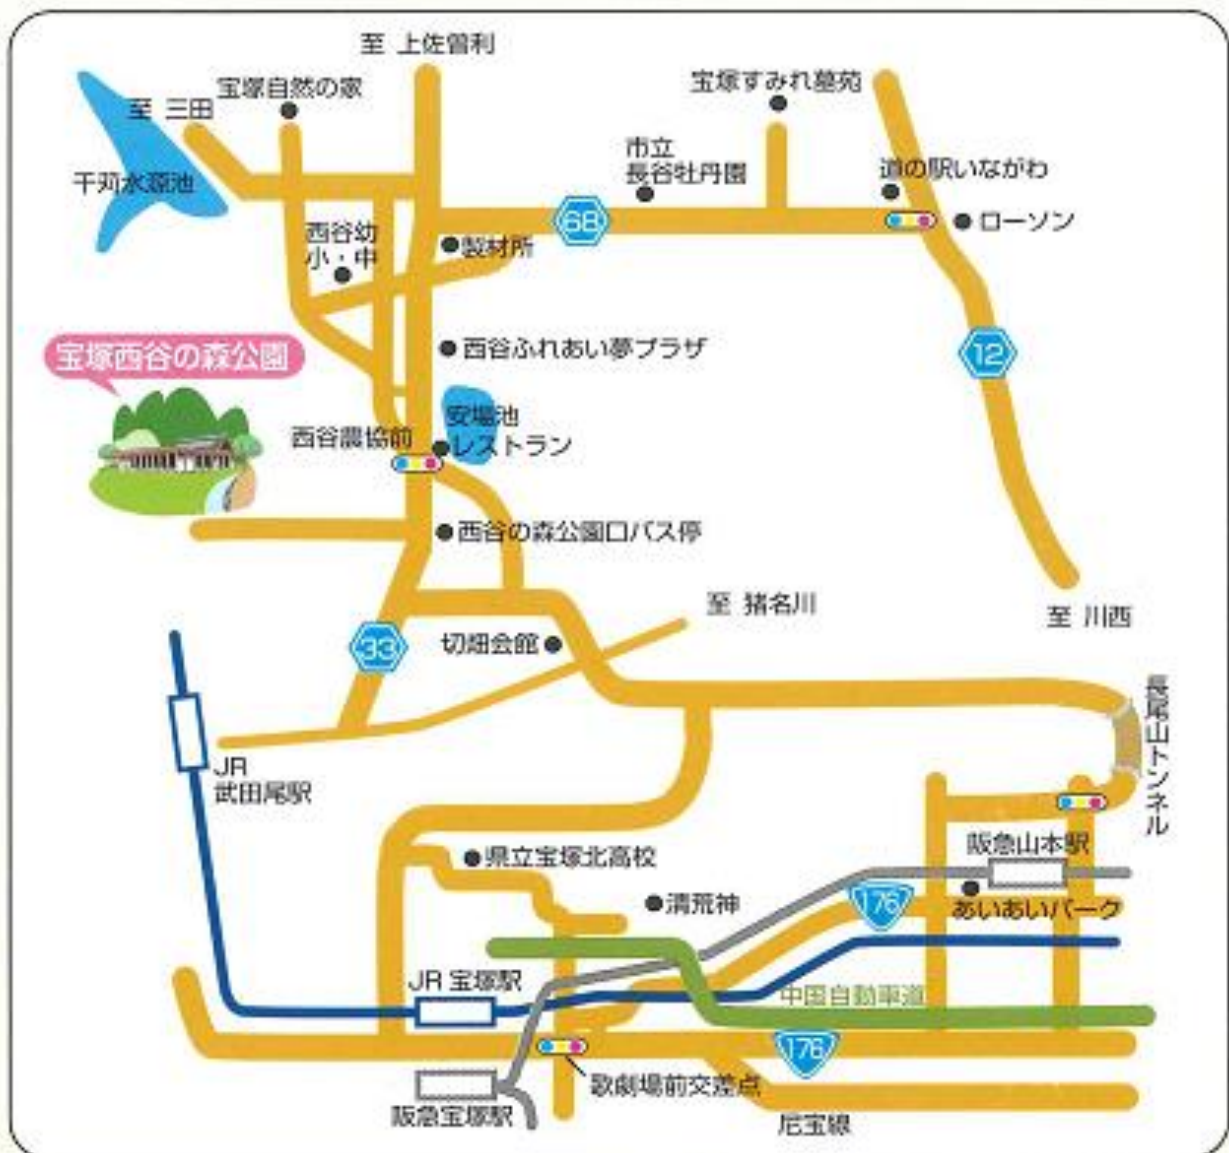 至 上佐曽利
宝塚自然の家
宝塚すみれ墓苑
至 三田
市立
長谷牡丹園
道の駅いながわ
千苅水源池
68
ローソン
西谷幼
小・中
製材所
宝塚西谷の森公園
西谷ふれあい夢プラザ
12
安場池
西谷農協前
レストラン
西谷の森公園口バス停
至 猪名川
至 川西
33
切畑会館
長尾山トンネル
JR
武田尾駅
阪急山本駅
県立宝塚北高校
清荒神
176
あいあいパーク
JR 宝塚駅
中国自動車道
176
歌劇場前交差点
阪急宝塚駅
尼宝線